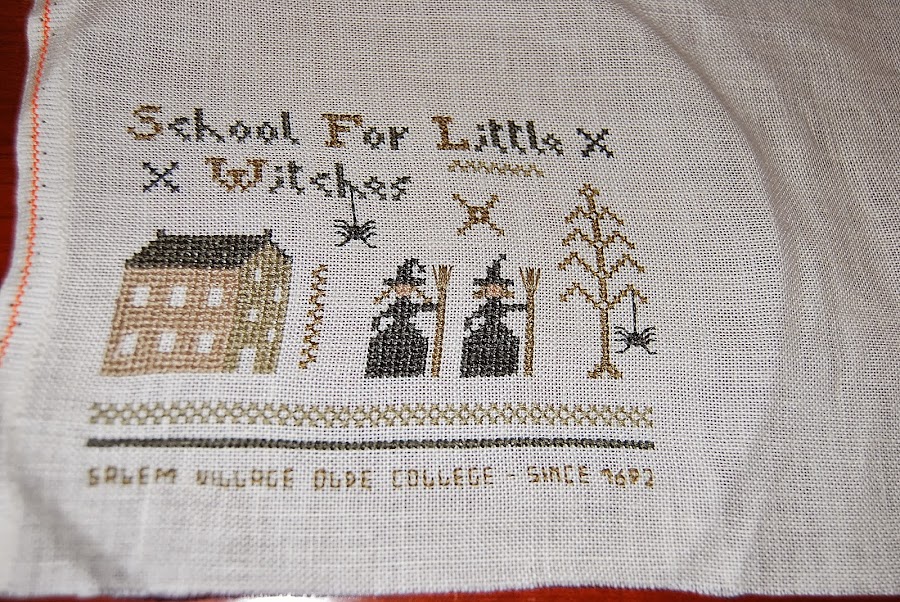 School For Little
Witches
SALEM VILLAGE OLDE COLLEGE - SINCE 1692